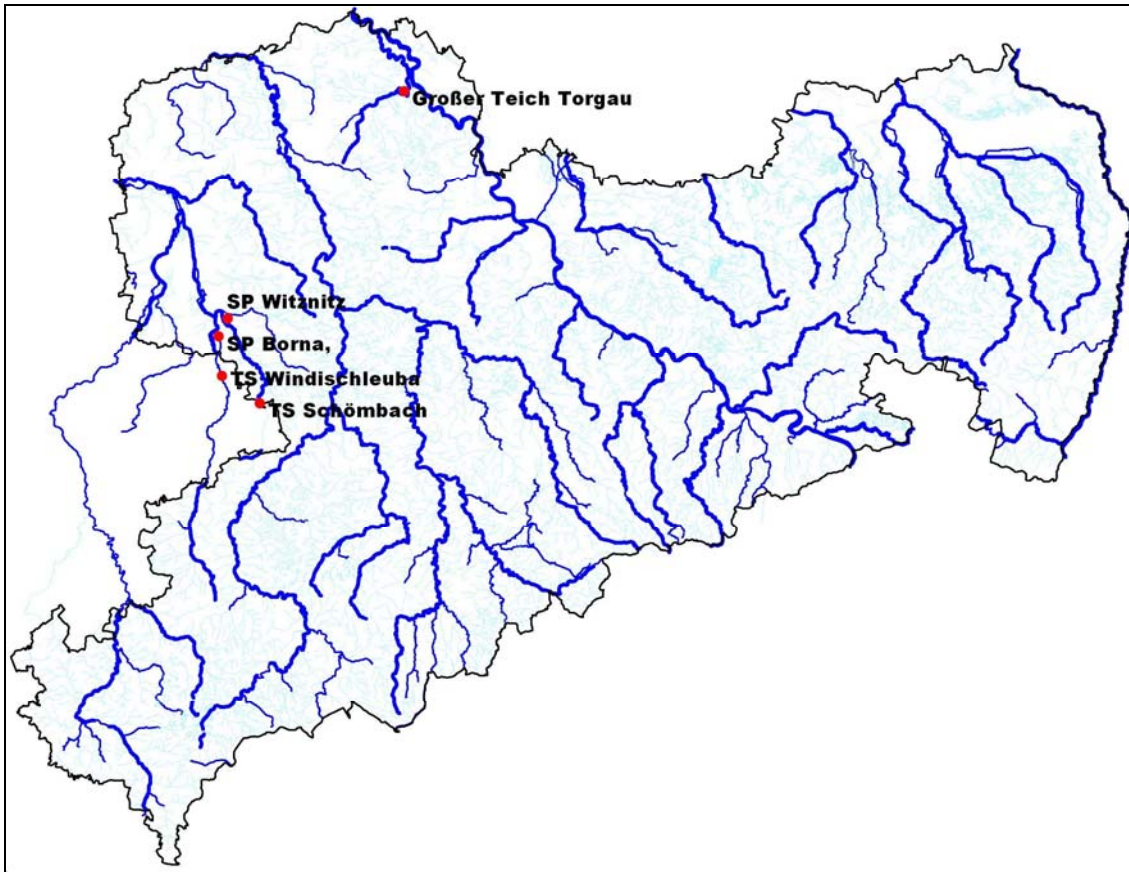 Großer Teich Torgau
SP Witznitz
SP Borna,
TS Windischleuba
TS Schömbach